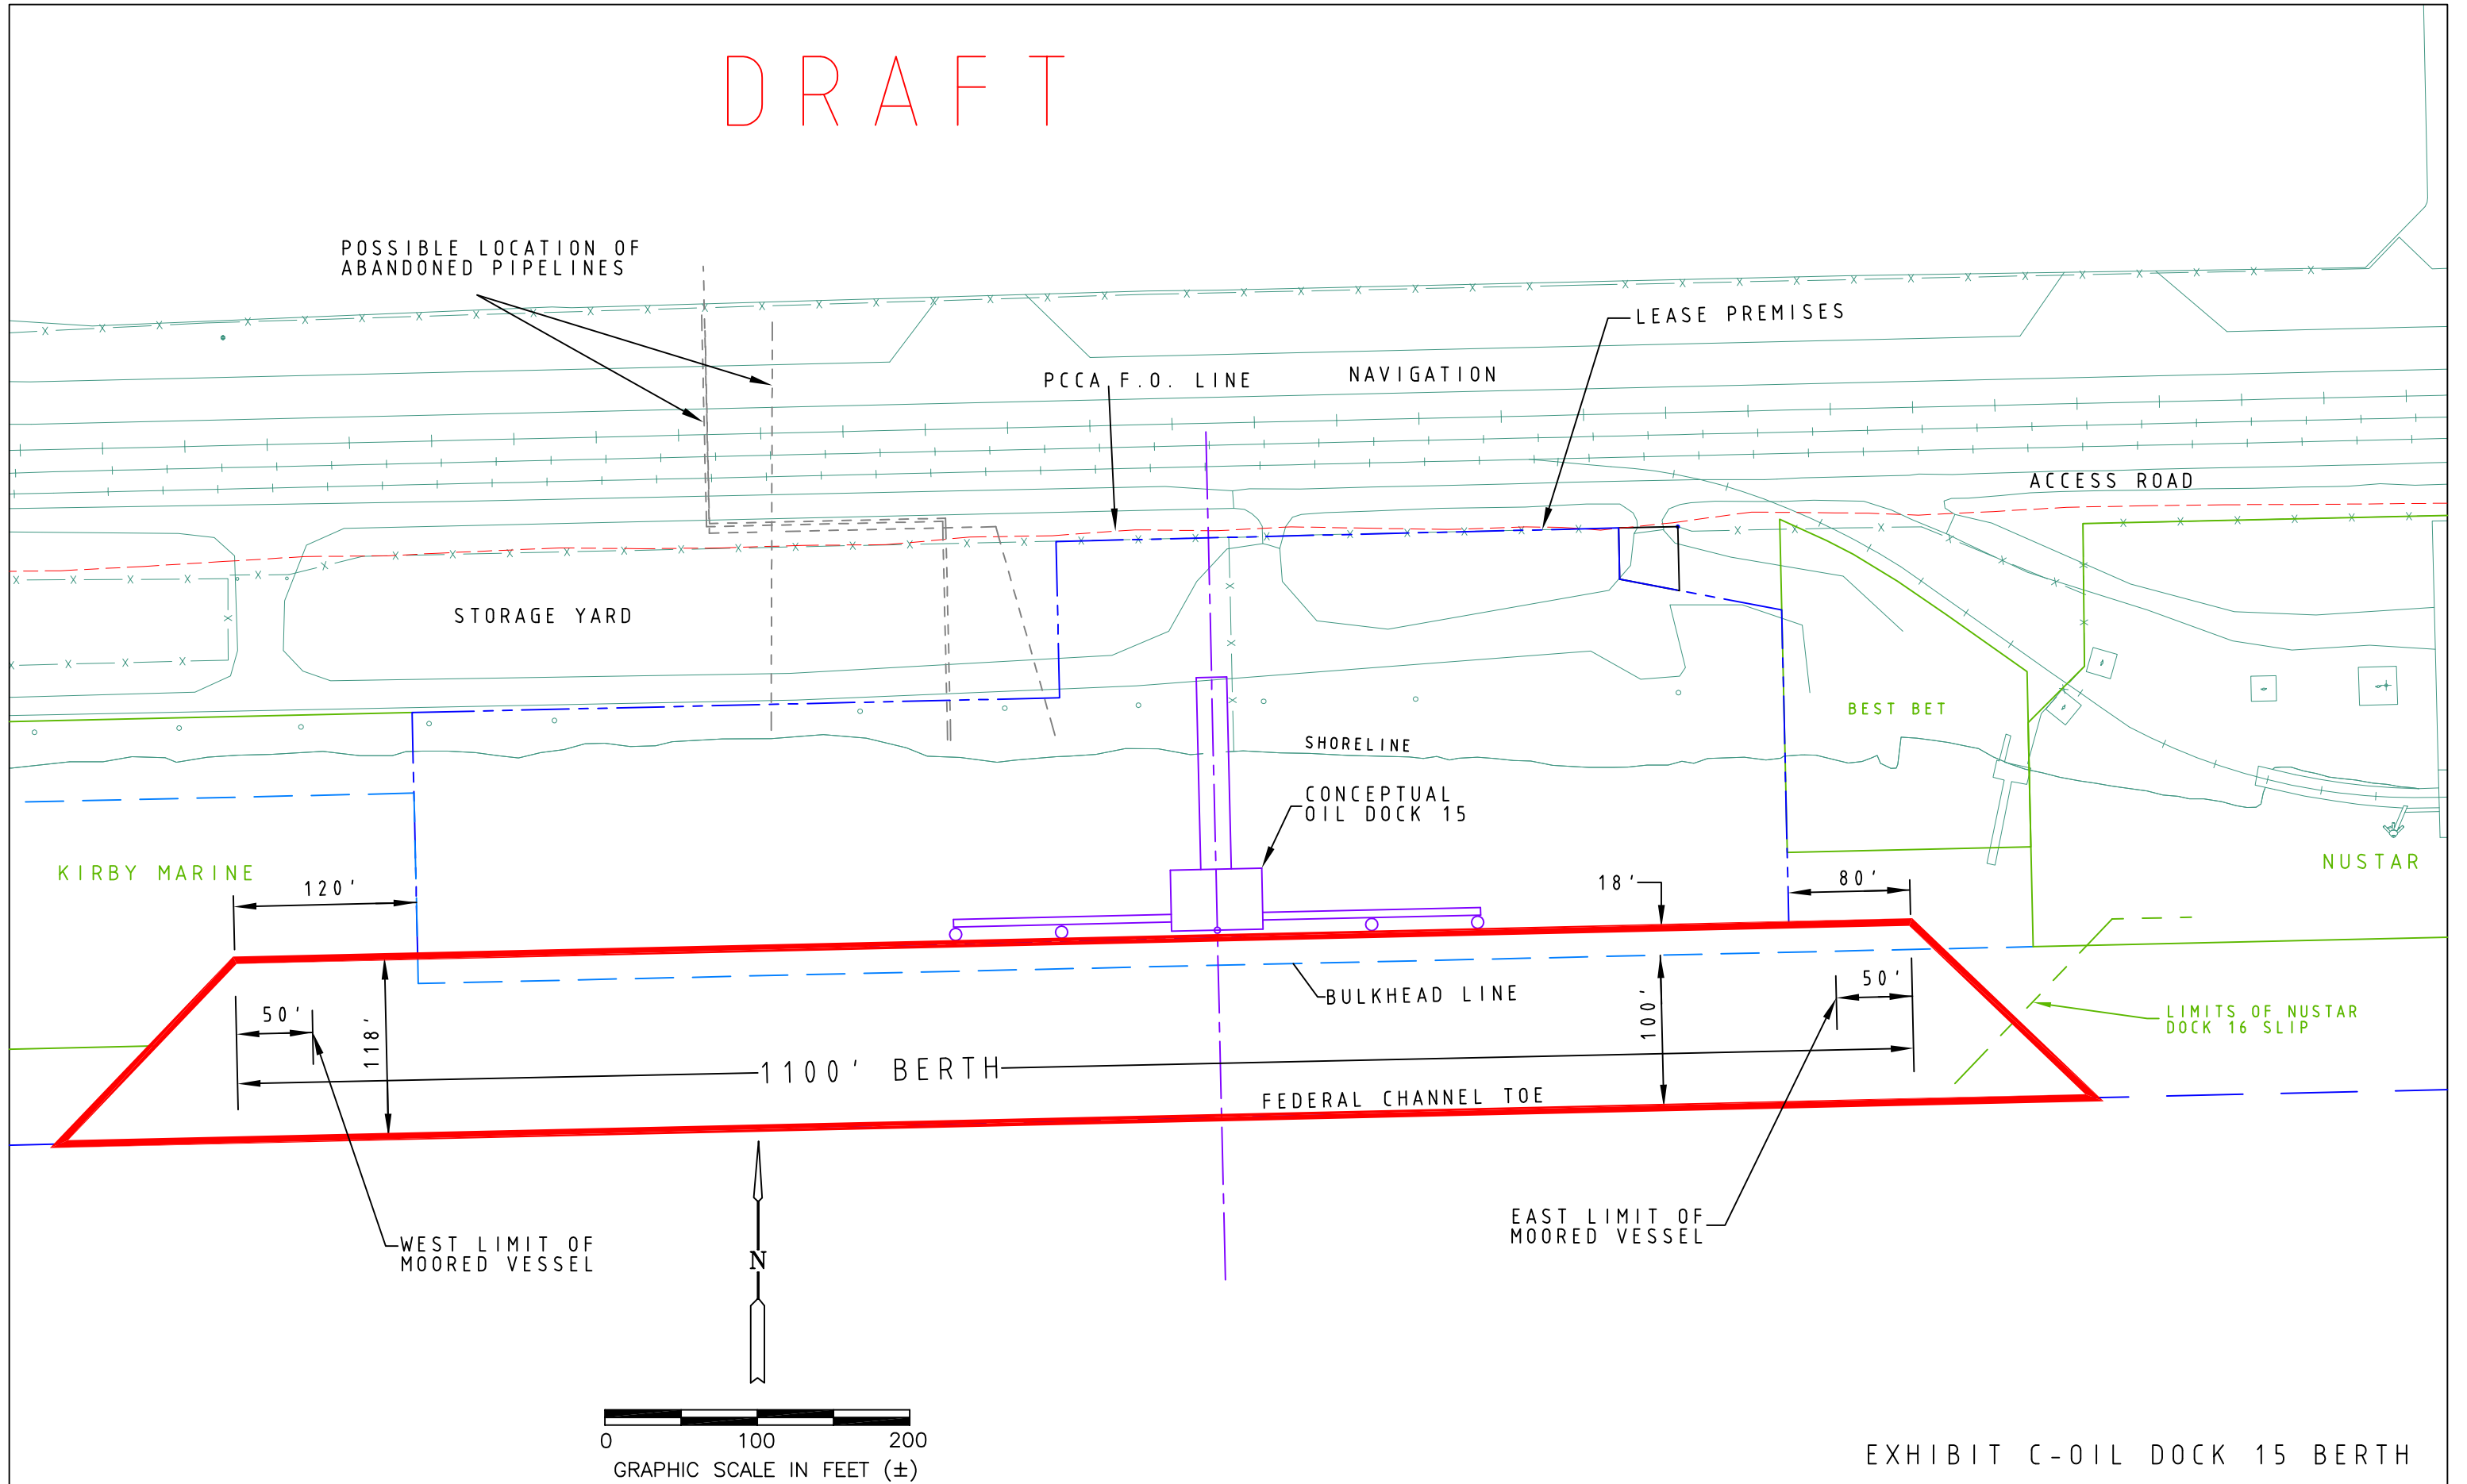 DRAFT
POSSIBLE LOCATION OF
ABANDONED PIPELINES
LEASE PREMISES
PCCA F.O. LINE
NAVIGATION
ACCESS ROAD
STORAGE YARD
BEST BET
SHORELINE
CONCEPTUAL
OIL DOCK 15
KIRBY MARINE
NUSTAR
120'
18'
80'
50'
118'
BULKHEAD LINE
100'
50'
LIMITS OF NUSTAR
DOCK 16 SLIP
1100' BERTH
FEDERAL CHANNEL TOE
WEST LIMIT OF
MOORED VESSEL
EAST LIMIT OF
MOORED VESSEL
N
0 100 200
GRAPHIC SCALE IN FEET (±)
EXHIBIT C-OIL DOCK 15 BERTH